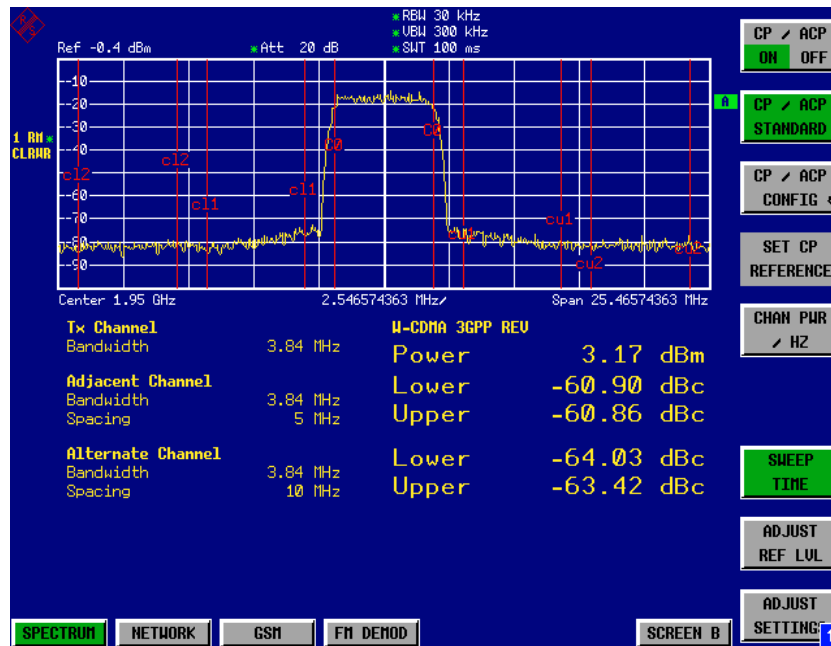 *RBW 30 kHz
*VBW 300 kHz
Ref -0.4 dBm *Att 20 dB *SWT 100 ms
-10
-20
-30
-40
-60
-70
-80
-90
A
1 RM *
CLRWR
cl2
cl2
cl1
cl1
C0
C0
cu1
cu1
cu2
cu2
Center 1.95 GHz 2.546574363 MHz/ Span 25.46574363 MHz
Tx Channel W-CDMA 3GPP REV
Bandwidth 3.84 MHz
Power 3.17 dBm
Adjacent Channel
Lower -60.90 dBc
Bandwidth 3.84 MHz
Spacing 5 MHz
Upper -60.86 dBc
Alternate Channel
Lower -64.03 dBc
Bandwidth 3.84 MHz
Spacing 10 MHz
Upper -63.42 dBc
CP / ACP
ON OFF
CP / ACP
STANDARD
CP / ACP
CONFIG
SET CP
REFERENCE
CHAN PWR
/ HZ
SWEEP
TIME
ADJUST
REF LVL
ADJUST
SETTINGS
SPECTRUM NETWORK GSM FM DEMOD SCREEN B